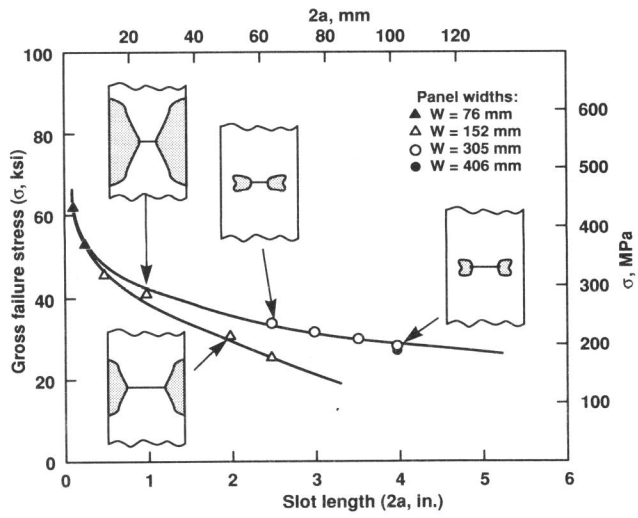 2a, mm
20 40 60 80 100 120
100
80
60
40
20
0
Gross failure stress (σ, ksi)
Panel widths:
▲ W = 76 mm
△ W = 152 mm
○ W = 305 mm
● W = 406 mm
600
500
400
300
200
100
σ, MPa
0 1 2 3 4 5 6
Slot length (2a, in.)